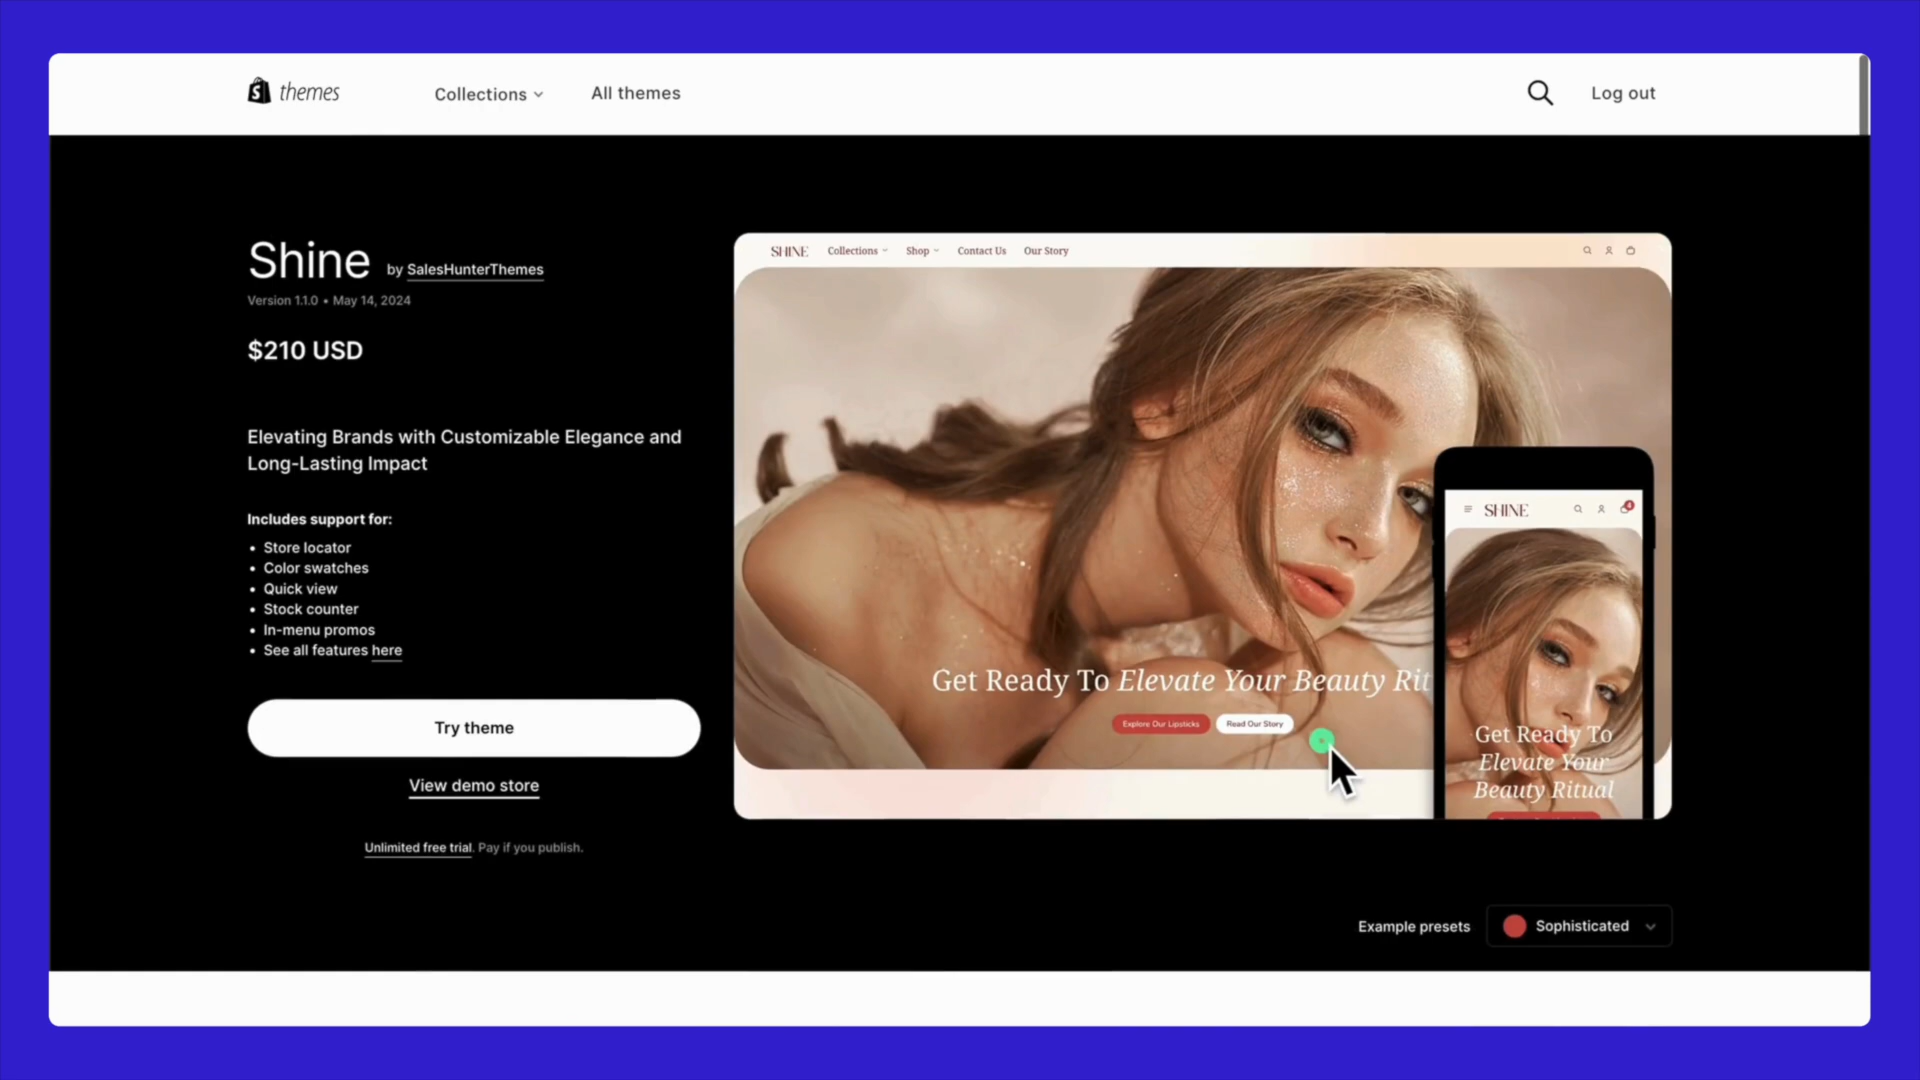 themes
Collections
All themes
Log out
Shine by SalesHunterThemes
Version 1.1.0 • May 14, 2024
$210 USD
Elevating Brands with Customizable Elegance and
Long-Lasting Impact
Includes support for:
• Store locator
• Color swatches
• Quick view
• Stock counter
• In-menu promos
• See all features here
Try theme
View demo store
Unlimited free trial. Pay if you publish.
SHINE Collections Shop Contact Us Our Story
Get Ready To Elevate Your Beauty Rit
Explore Our Lipsticks Read Our Story
SHINE
Get Ready To
Elevate Your
Beauty Ritual
Example presets Sophisticated